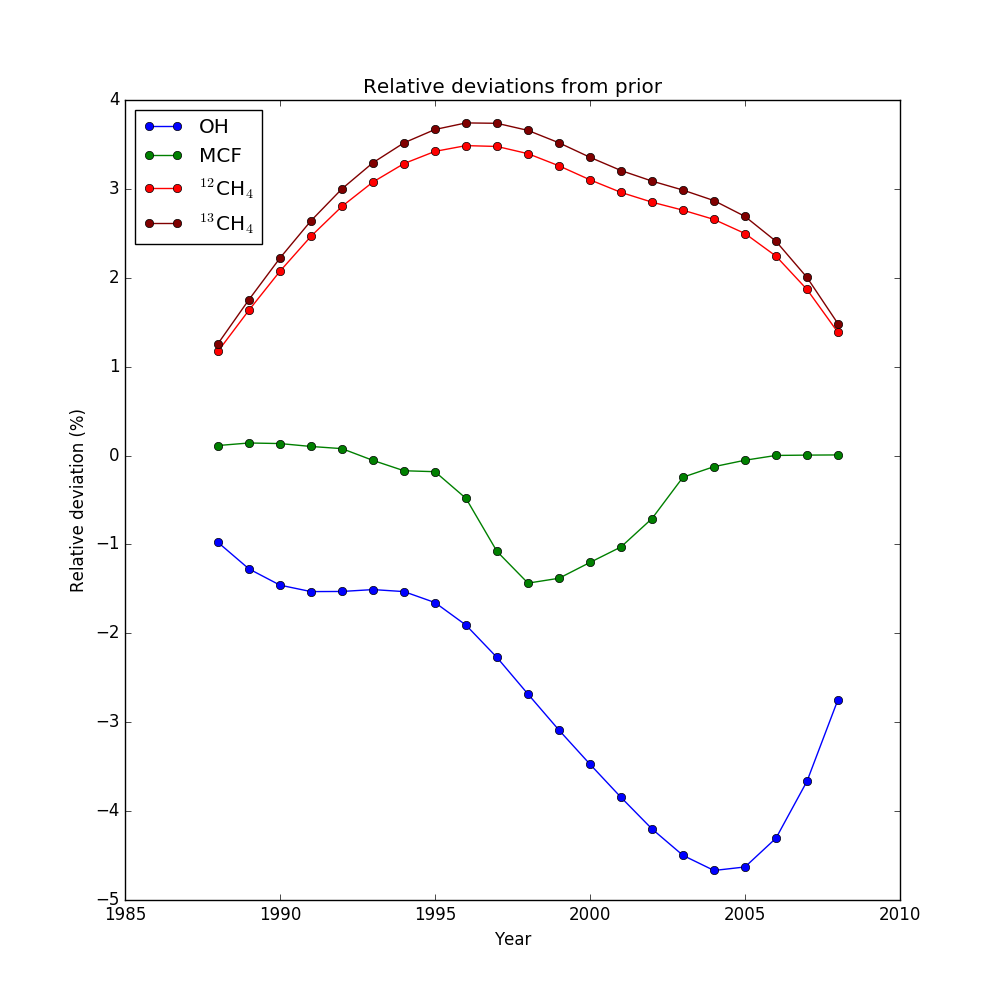 Relative deviations from prior
OH
MCF
¹²CH₄
¹³CH₄
4
3
2
1
0
−1
−2
−3
−4
−5
Relative deviation (%)
1985 1990 1995 2000 2005 2010
Year